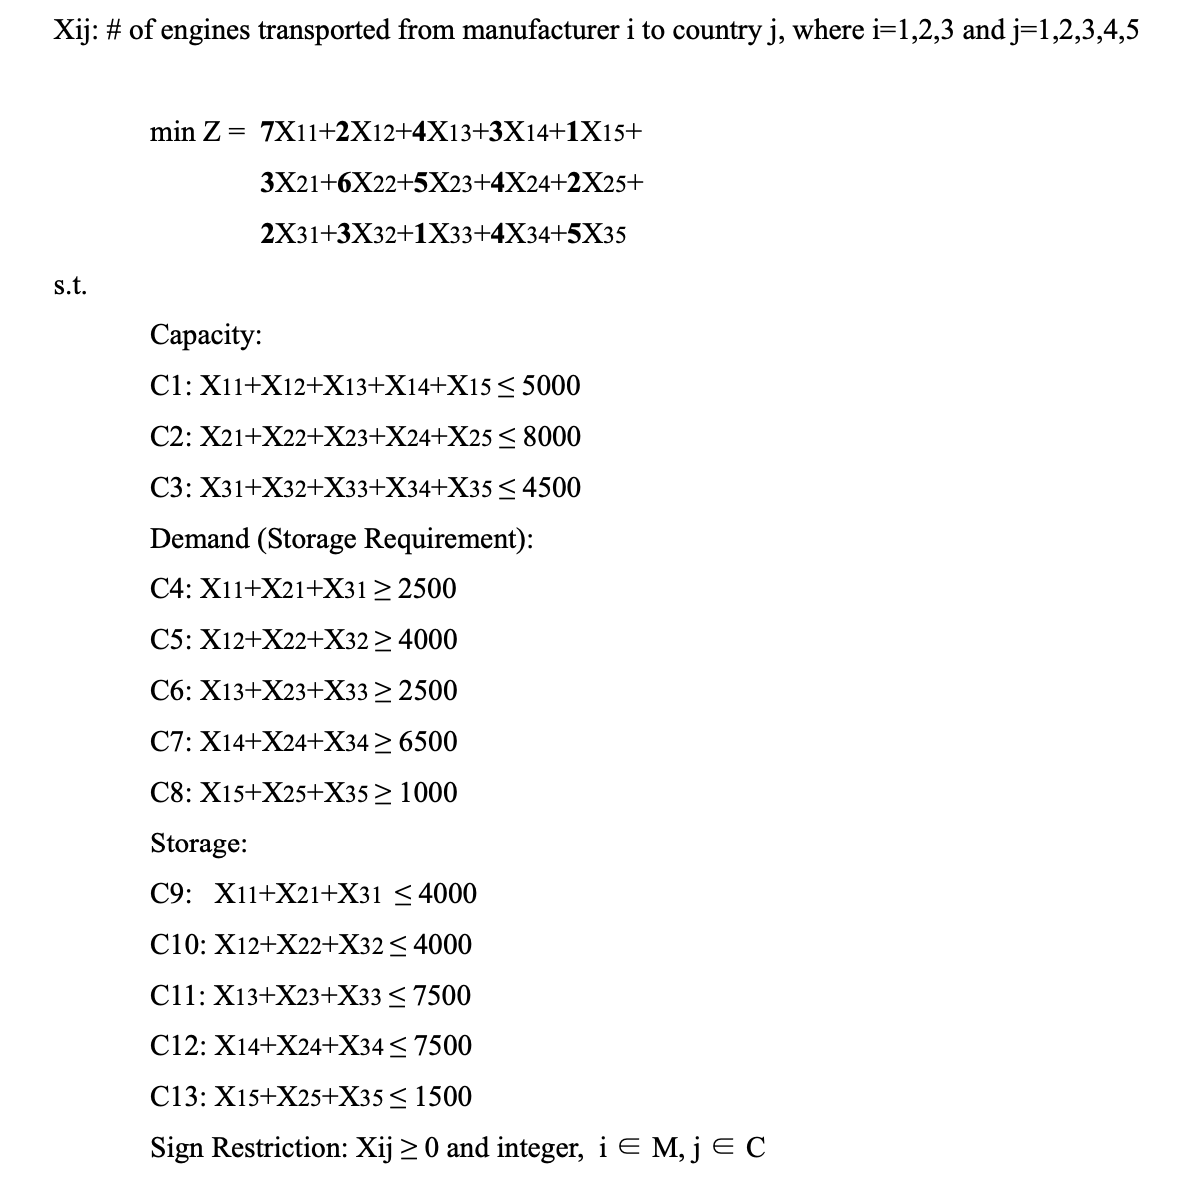 Xij: # of engines transported from manufacturer i to country j, where i=1,2,3 and j=1,2,3,4,5
min Z = 7X11+2X12+4X13+3X14+1X15+
3X21+6X22+5X23+4X24+2X25+
2X31+3X32+1X33+4X34+5X35
s.t.
Capacity:
C1: X11+X12+X13+X14+X15 ≤ 5000
C2: X21+X22+X23+X24+X25 ≤ 8000
C3: X31+X32+X33+X34+X35 ≤ 4500
Demand (Storage Requirement):
C4: X11+X21+X31 ≥ 2500
C5: X12+X22+X32 ≥ 4000
C6: X13+X23+X33 ≥ 2500
C7: X14+X24+X34 ≥ 6500
C8: X15+X25+X35 ≥ 1000
Storage:
C9: X11+X21+X31 ≤ 4000
C10: X12+X22+X32 ≤ 4000
C11: X13+X23+X33 ≤ 7500
C12: X14+X24+X34 ≤ 7500
C13: X15+X25+X35 ≤ 1500
Sign Restriction: Xij ≥ 0 and integer, i ∈ M, j ∈ C